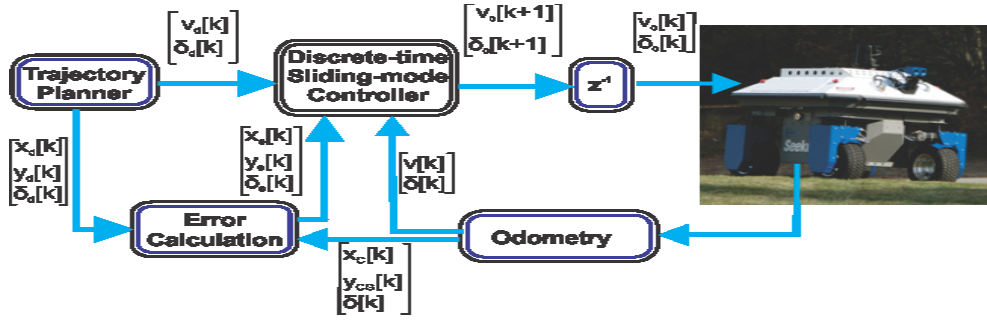 v_d[k]
δ_d[k]
v_o[k+1]
δ_o[k+1]
v_o[k]
δ_o[k]
Trajectory
Planner
Discrete-time
Sliding-mode
Controller
z⁻¹
x_d[k]
y_d[k]
δ_d[k]
x_e[k]
y_e[k]
δ_e[k]
v[k]
δ[k]
Error
Calculation
Odometry
x_C[k]
y_CG[k]
δ[k]